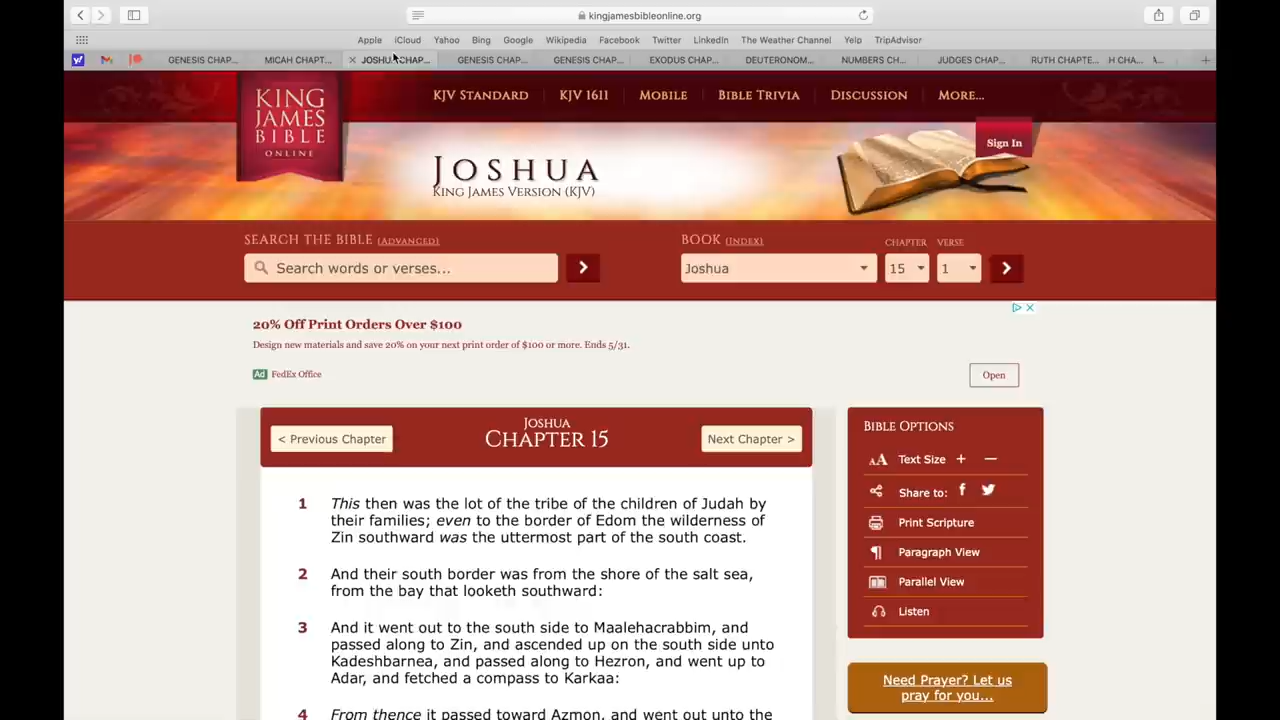 kingjamesbibleonline.org
Apple iCloud Yahoo Bing Google Wikipedia Facebook Twitter LinkedIn The Weather Channel Yelp TripAdvisor
GENESIS CHAP... MICAH CHAPT... JOSHU CHAP... GENESIS CHAP... GENESIS CHAP... EXODUS CHAP... DEUTERONOM... NUMBERS CH... JUDGES CHAP... RUTH CHAPTE... H CHA... A...
KING JAMES BIBLE ONLINE
KJV STANDARD KJV 1611 MOBILE BIBLE TRIVIA DISCUSSION MORE...
Sign In
JOSHUA
KING JAMES VERSION (KJV)
SEARCH THE BIBLE (ADVANCED) BOOK (INDEX) CHAPTER VERSE
Search words or verses... Joshua 15 1
20% Off Print Orders Over $100
Design new materials and save 20% on your next print order of $100 or more. Ends 5/31.
Ad FedEx Office Open
< Previous Chapter
JOSHUA
CHAPTER 15
Next Chapter >
1 This then was the lot of the tribe of the children of Judah by
their families; even to the border of Edom the wilderness of
Zin southward was the uttermost part of the south coast.
2 And their south border was from the shore of the salt sea,
from the bay that looketh southward:
3 And it went out to the south side to Maalehacrabbim, and
passed along to Zin, and ascended up on the south side unto
Kadeshbarnea, and passed along to Hezron, and went up to
Adar, and fetched a compass to Karkaa:
4 From thence it passed toward Azmon, and went out unto the
BIBLE OPTIONS
AA Text Size + −
Share to:
Print Scripture
Paragraph View
Parallel View
Listen
Need Prayer? Let us
pray for you...